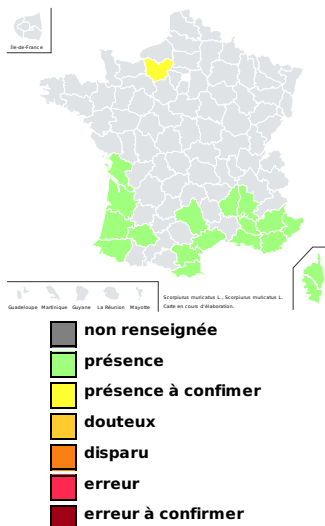 Île-de-France
Scorpiurus muricatus L., Scorpiurus muricatus L.
Carte en cours d'élaboration.
Guadeloupe Martinique Guyane La Réunion Mayotte
non renseignée
présence
présence à confimer
douteux
disparu
erreur
erreur à confirmer